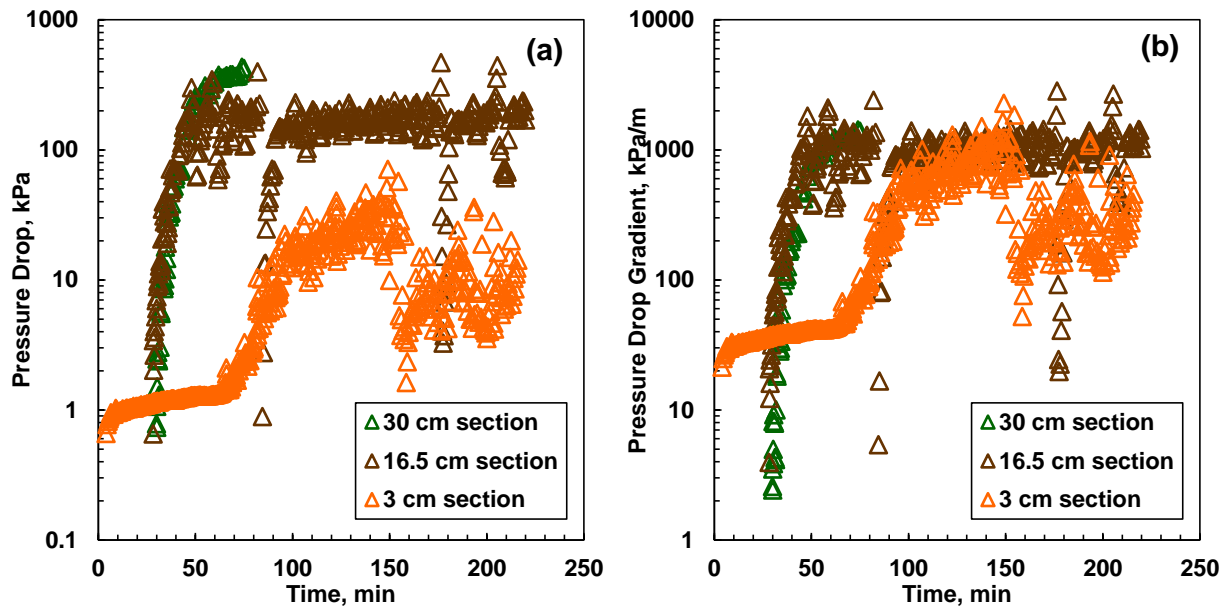 (a)
Pressure Drop, kPa
1000
100
10
1
0.1
0 50 100 150 200 250
Time, min
30 cm section
16.5 cm section
3 cm section
(b)
Pressure Drop Gradient, kPa/m
10000
1000
100
10
1
0 50 100 150 200 250
Time, min
30 cm section
16.5 cm section
3 cm section